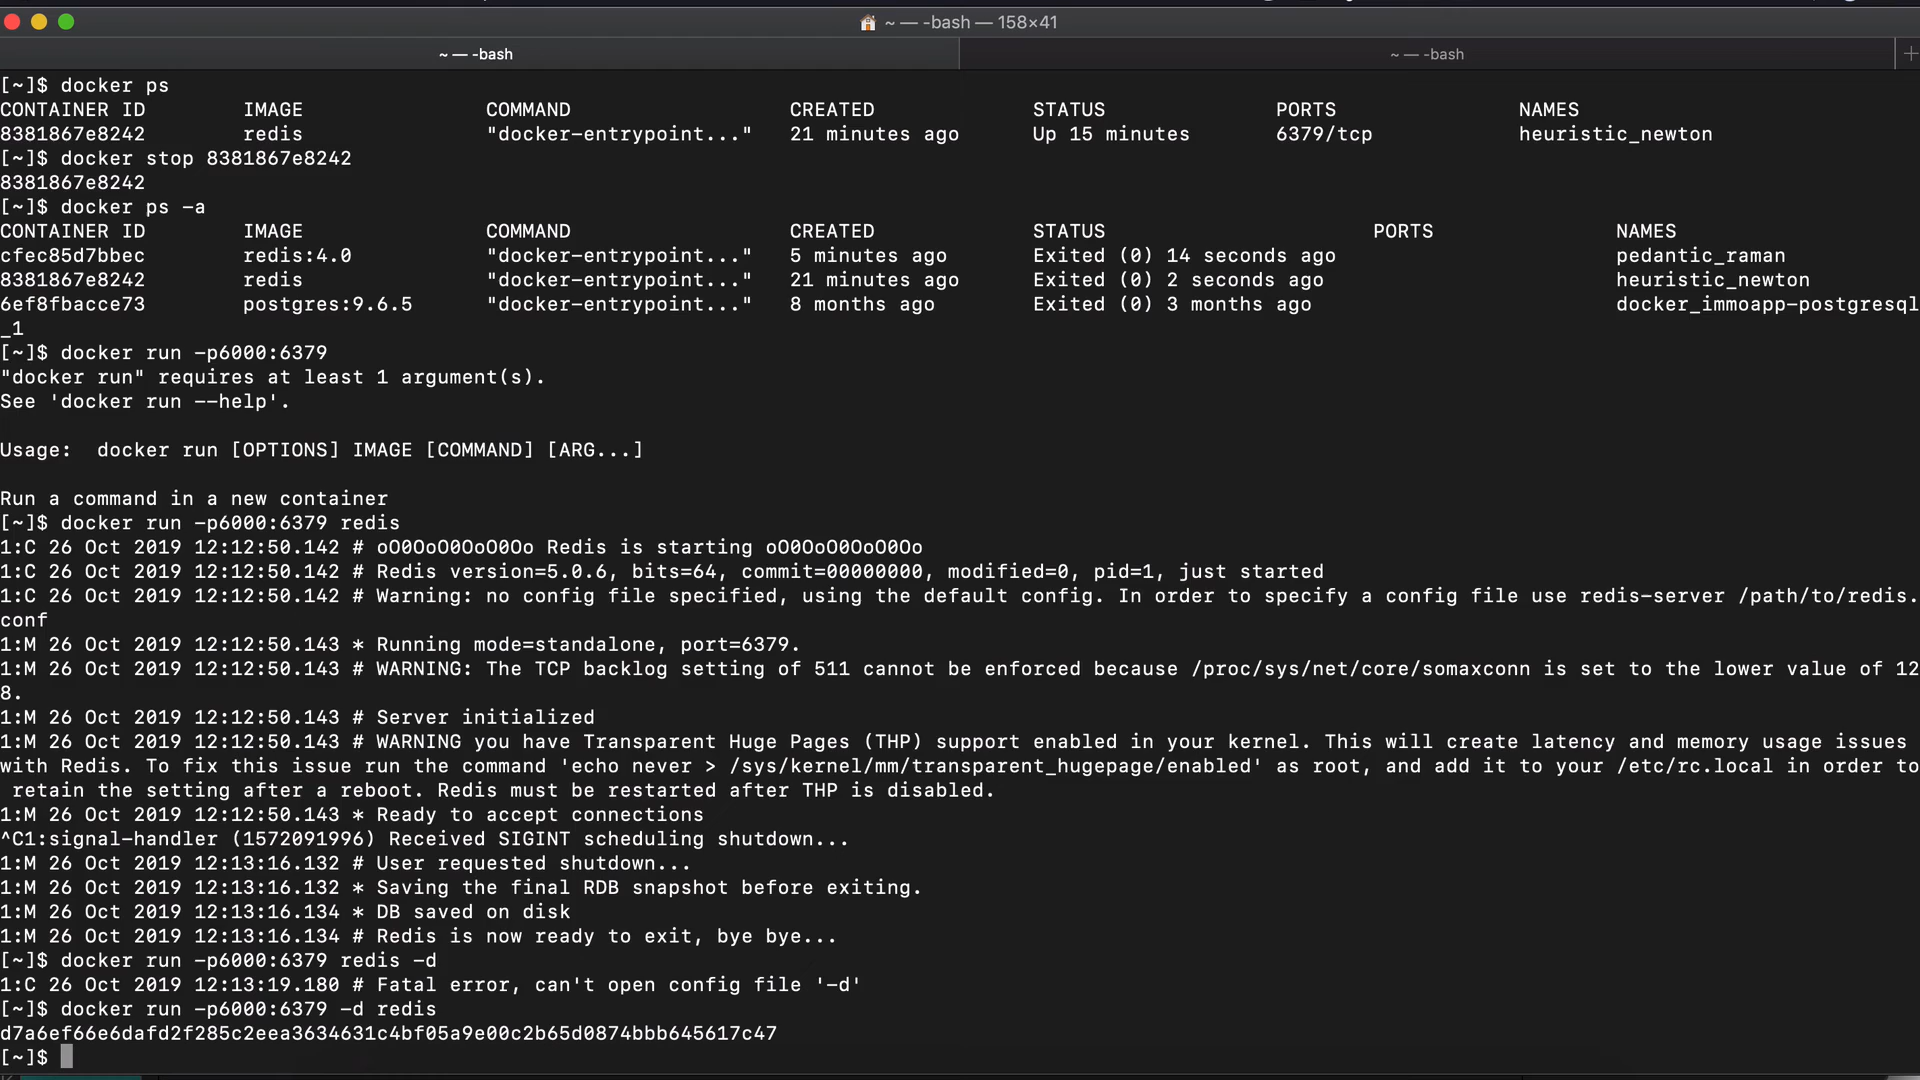 ~ — -bash — 158×41
~ — -bash
~ — -bash
[~]$ docker ps
CONTAINER ID        IMAGE               COMMAND                  CREATED             STATUS              PORTS               NAMES
8381867e8242        redis               "docker-entrypoint..."   21 minutes ago      Up 15 minutes       6379/tcp            heuristic_newton
[~]$ docker stop 8381867e8242
8381867e8242
[~]$ docker ps -a
CONTAINER ID        IMAGE               COMMAND                  CREATED             STATUS                      PORTS               NAMES
cfec85d7bbec        redis:4.0           "docker-entrypoint..."   5 minutes ago       Exited (0) 14 seconds ago                       pedantic_raman
8381867e8242        redis               "docker-entrypoint..."   21 minutes ago      Exited (0) 2 seconds ago                        heuristic_newton
6ef8fbacce73        postgres:9.6.5      "docker-entrypoint..."   8 months ago        Exited (0) 3 months ago                         docker_immoapp-postgresql
_1
[~]$ docker run -p6000:6379
"docker run" requires at least 1 argument(s).
See 'docker run --help'.
Usage:  docker run [OPTIONS] IMAGE [COMMAND] [ARG...]
Run a command in a new container
[~]$ docker run -p6000:6379 redis
1:C 26 Oct 2019 12:12:50.142 # oO0OoO0OoO0Oo Redis is starting oO0OoO0OoO0Oo
1:C 26 Oct 2019 12:12:50.142 # Redis version=5.0.6, bits=64, commit=00000000, modified=0, pid=1, just started
1:C 26 Oct 2019 12:12:50.142 # Warning: no config file specified, using the default config. In order to specify a config file use redis-server /path/to/redis.
conf
1:M 26 Oct 2019 12:12:50.143 * Running mode=standalone, port=6379.
1:M 26 Oct 2019 12:12:50.143 # WARNING: The TCP backlog setting of 511 cannot be enforced because /proc/sys/net/core/somaxconn is set to the lower value of 12
8.
1:M 26 Oct 2019 12:12:50.143 # Server initialized
1:M 26 Oct 2019 12:12:50.143 # WARNING you have Transparent Huge Pages (THP) support enabled in your kernel. This will create latency and memory usage issues
with Redis. To fix this issue run the command 'echo never > /sys/kernel/mm/transparent_hugepage/enabled' as root, and add it to your /etc/rc.local in order to
retain the setting after a reboot. Redis must be restarted after THP is disabled.
1:M 26 Oct 2019 12:12:50.143 * Ready to accept connections
^C1:signal-handler (1572091996) Received SIGINT scheduling shutdown...
1:M 26 Oct 2019 12:13:16.132 # User requested shutdown...
1:M 26 Oct 2019 12:13:16.132 * Saving the final RDB snapshot before exiting.
1:M 26 Oct 2019 12:13:16.134 * DB saved on disk
1:M 26 Oct 2019 12:13:16.134 # Redis is now ready to exit, bye bye...
[~]$ docker run -p6000:6379 redis -d
1:C 26 Oct 2019 12:13:19.180 # Fatal error, can't open config file '-d'
[~]$ docker run -p6000:6379 -d redis
d7a6ef66e6dafd2f285c2eea3634631c4bf05a9e00c2b65d0874bbb645617c47
[~]$